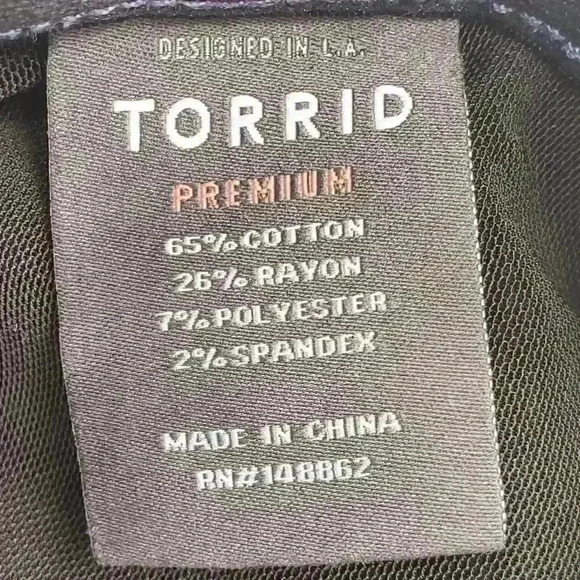 DESIGNED IN L.A.
TORRID
PREMIUM
65% COTTON
26% RAYON
7% POLYESTER
2% SPANDEX
MADE IN CHINA
RN#148862